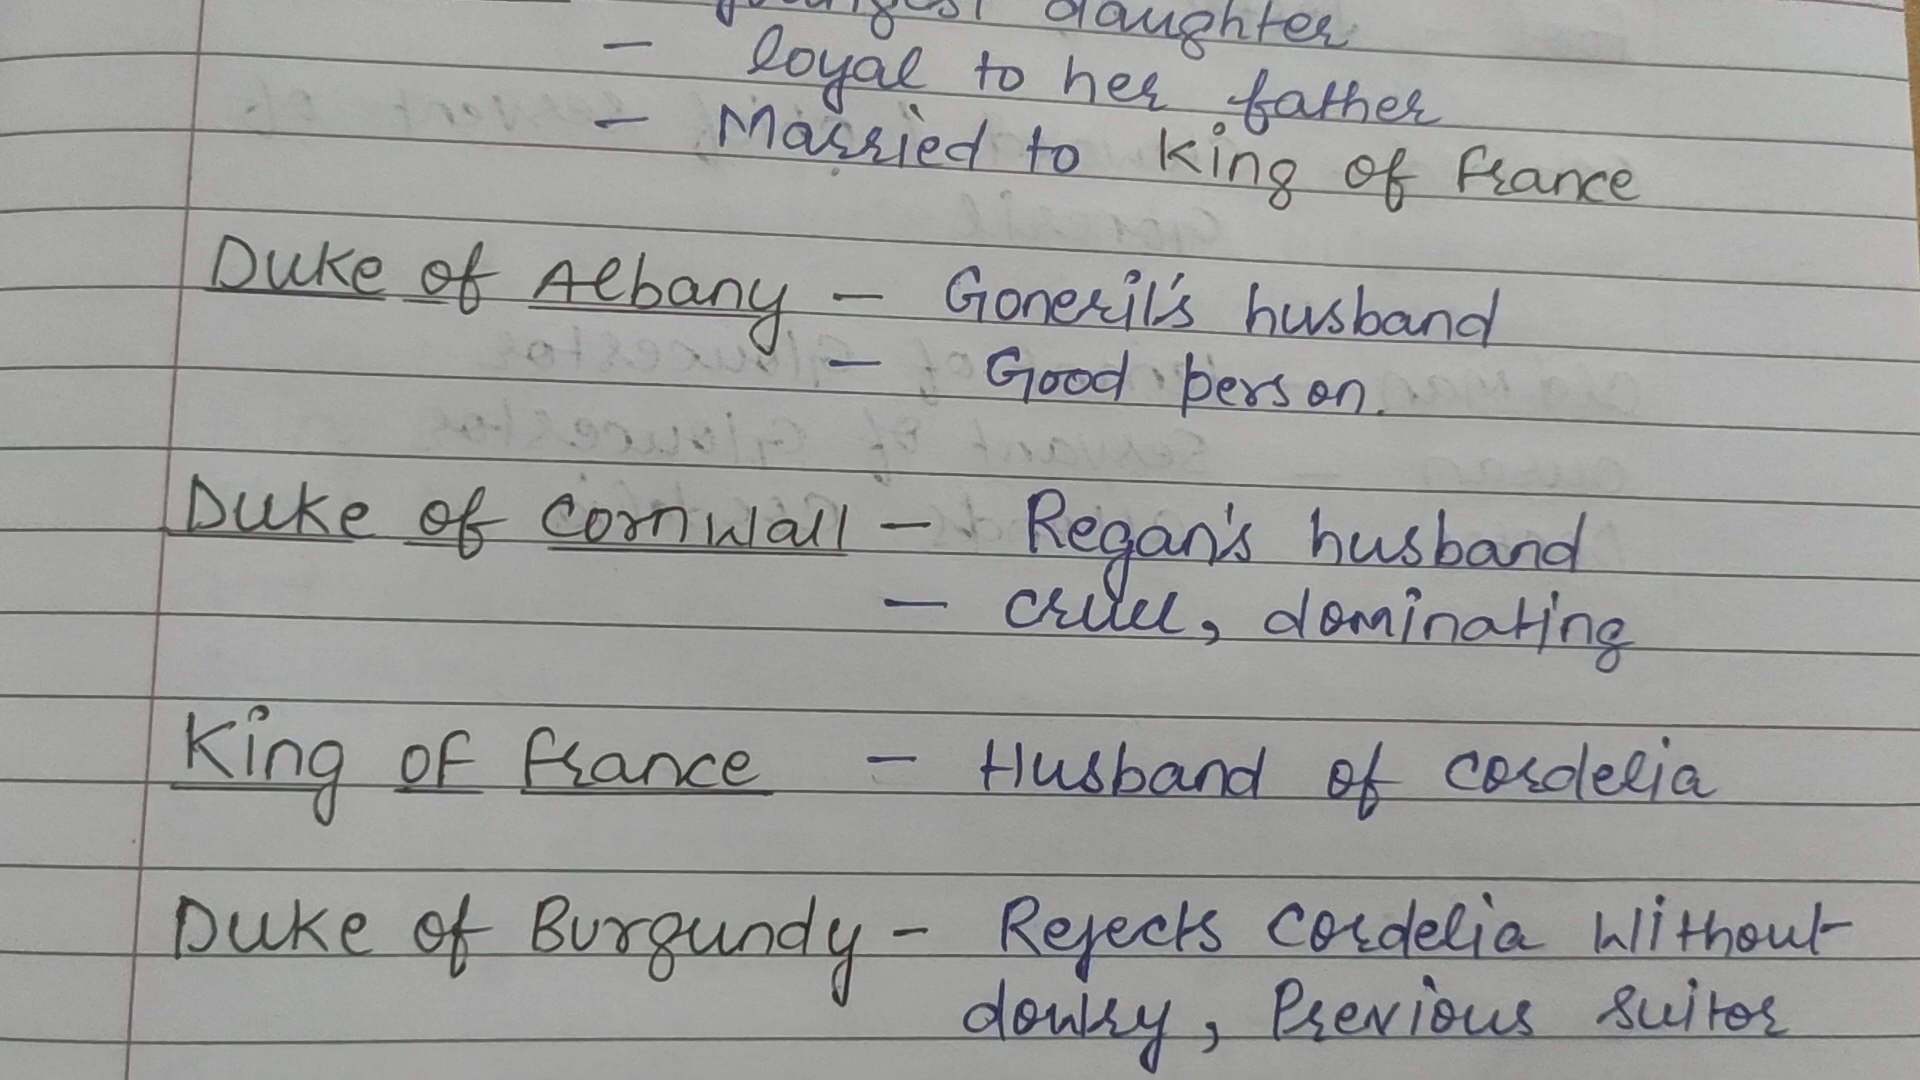 youngest daughter
- loyal to her father
- Married to King of France
Duke of Albany - Goneril's husband
- Good person.
Duke of Cornwall - Regan's husband
- cruel, dominating
King of France - Husband of Cordelia
Duke of Burgundy - Rejects Cordelia without
dowry, Previous suitor